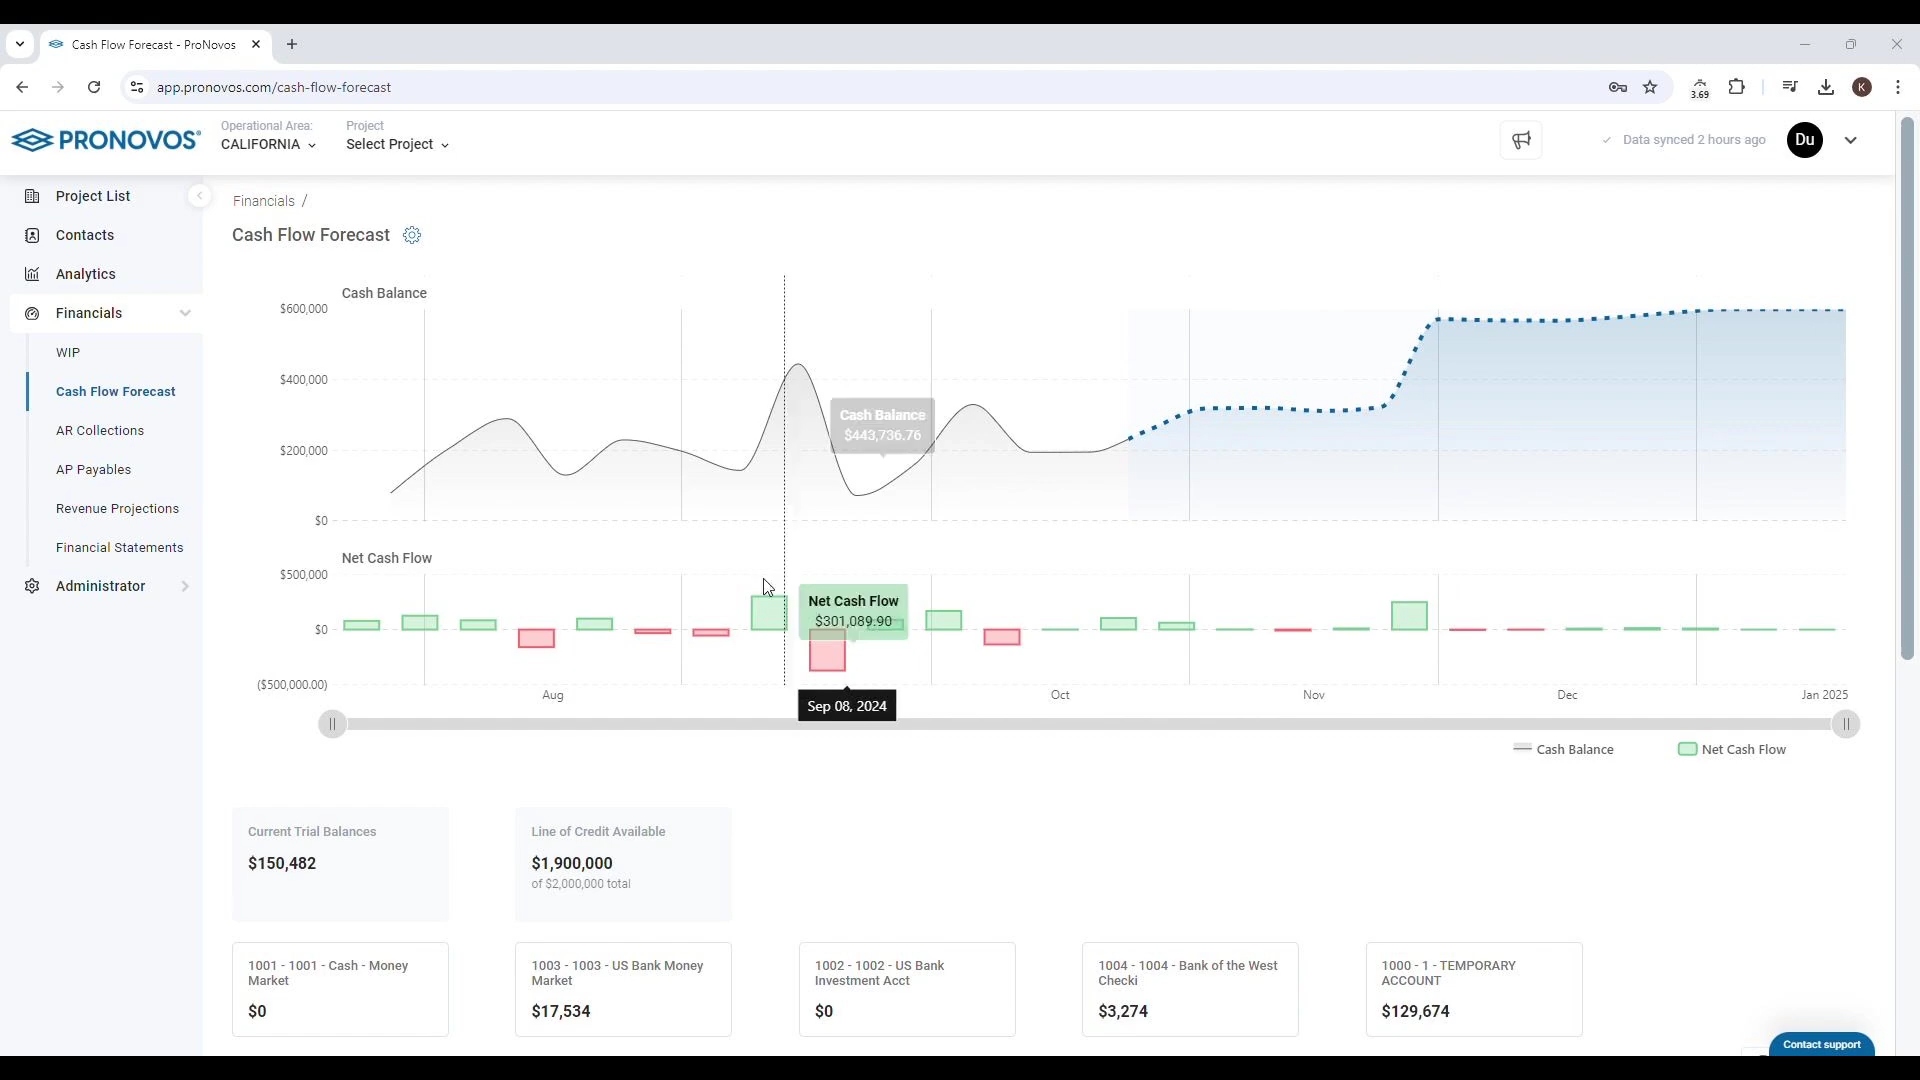 Cash Flow Forecast - ProNovos
app.pronovos.com/cash-flow-forecast
3.69
K
PRONOVOS
Operational Area:
CALIFORNIA
Project
Select Project
Data synced 2 hours ago
Du
Project List
Contacts
Analytics
Financials
WIP
Cash Flow Forecast
AR Collections
AP Payables
Revenue Projections
Financial Statements
Administrator
Financials /
Cash Flow Forecast
Cash Balance
$600,000
$400,000
$200,000
$0
Cash Balance
$443,736.76
Net Cash Flow
$500,000
$0
($500,000.00)
Net Cash Flow
$301,089.90
Aug
Oct
Nov
Dec
Jan 2025
Sep 08, 2024
Cash Balance
Net Cash Flow
Current Trial Balances
$150,482
Line of Credit Available
$1,900,000
of $2,000,000 total
1001 - 1001 - Cash - Money
Market
$0
1003 - 1003 - US Bank Money
Market
$17,534
1002 - 1002 - US Bank
Investment Acct
$0
1004 - 1004 - Bank of the West
Checki
$3,274
1000 - 1 - TEMPORARY
ACCOUNT
$129,674
Contact support